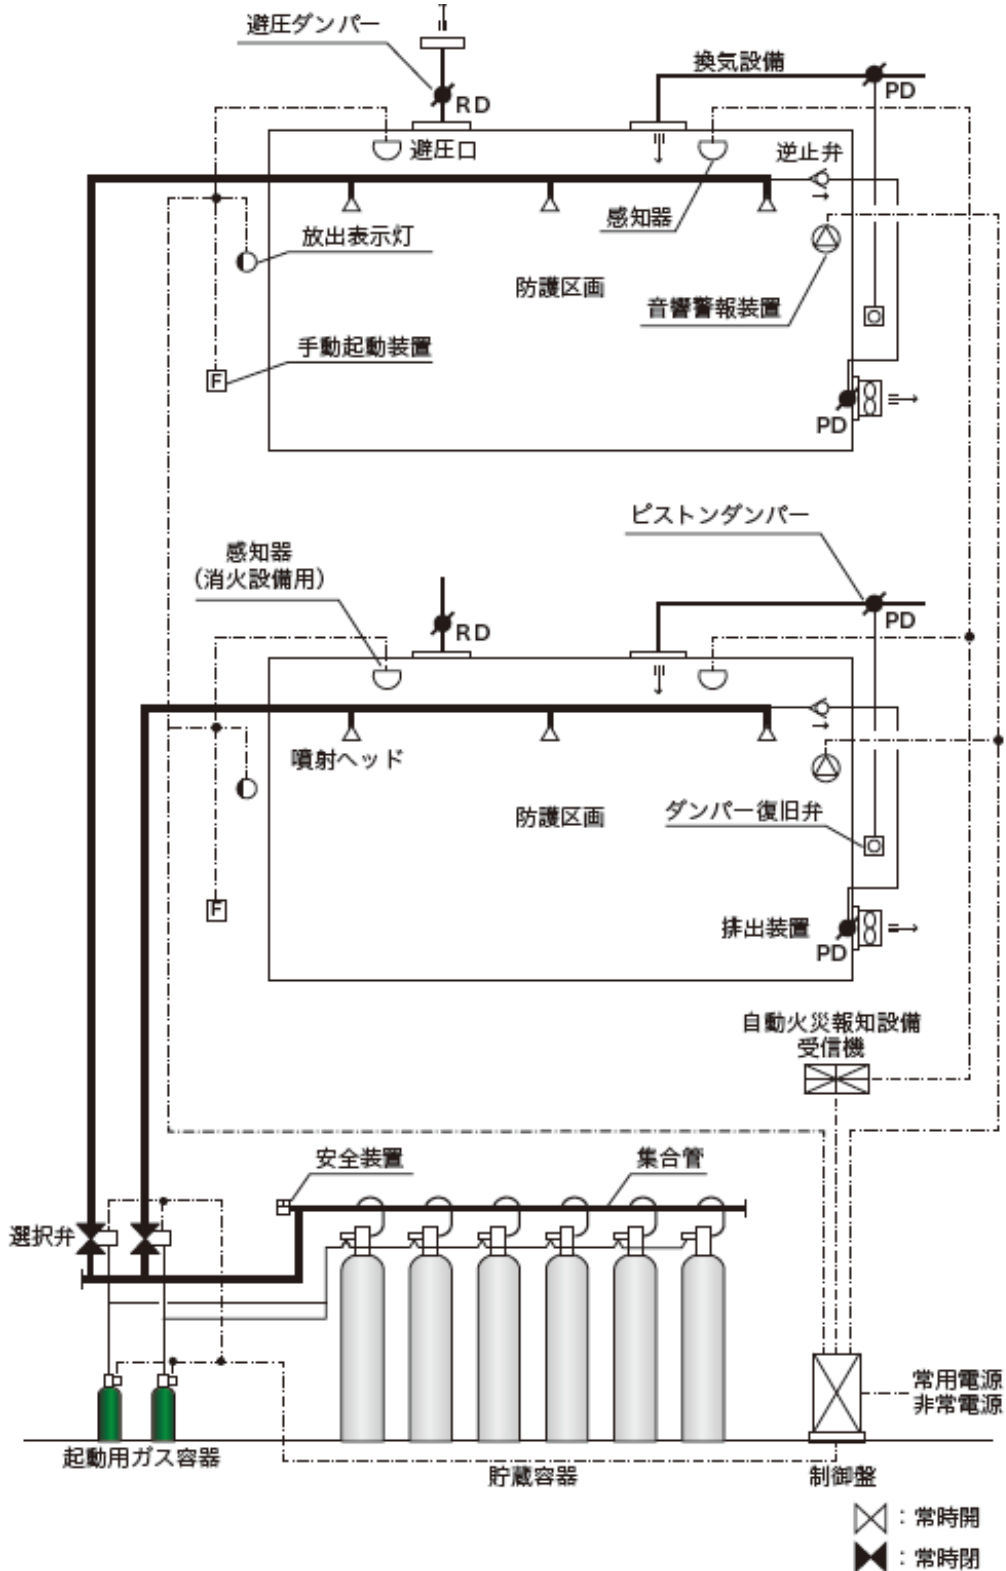 避圧ダンパー
換気設備
RD
PD
避圧口
逆止弁
感知器
放出表示灯
防護区画
音響警報装置
手動起動装置
F
PD
ピストンダンパー
感知器
(消火設備用)
RD
PD
噴射ヘッド
防護区画
ダンパー復旧弁
F
排出装置
PD
自動火災報知設備
受信機
安全装置
集合管
選択弁
常用電源
非常電源
起動用ガス容器
貯蔵容器
制御盤
：常時開
：常時閉